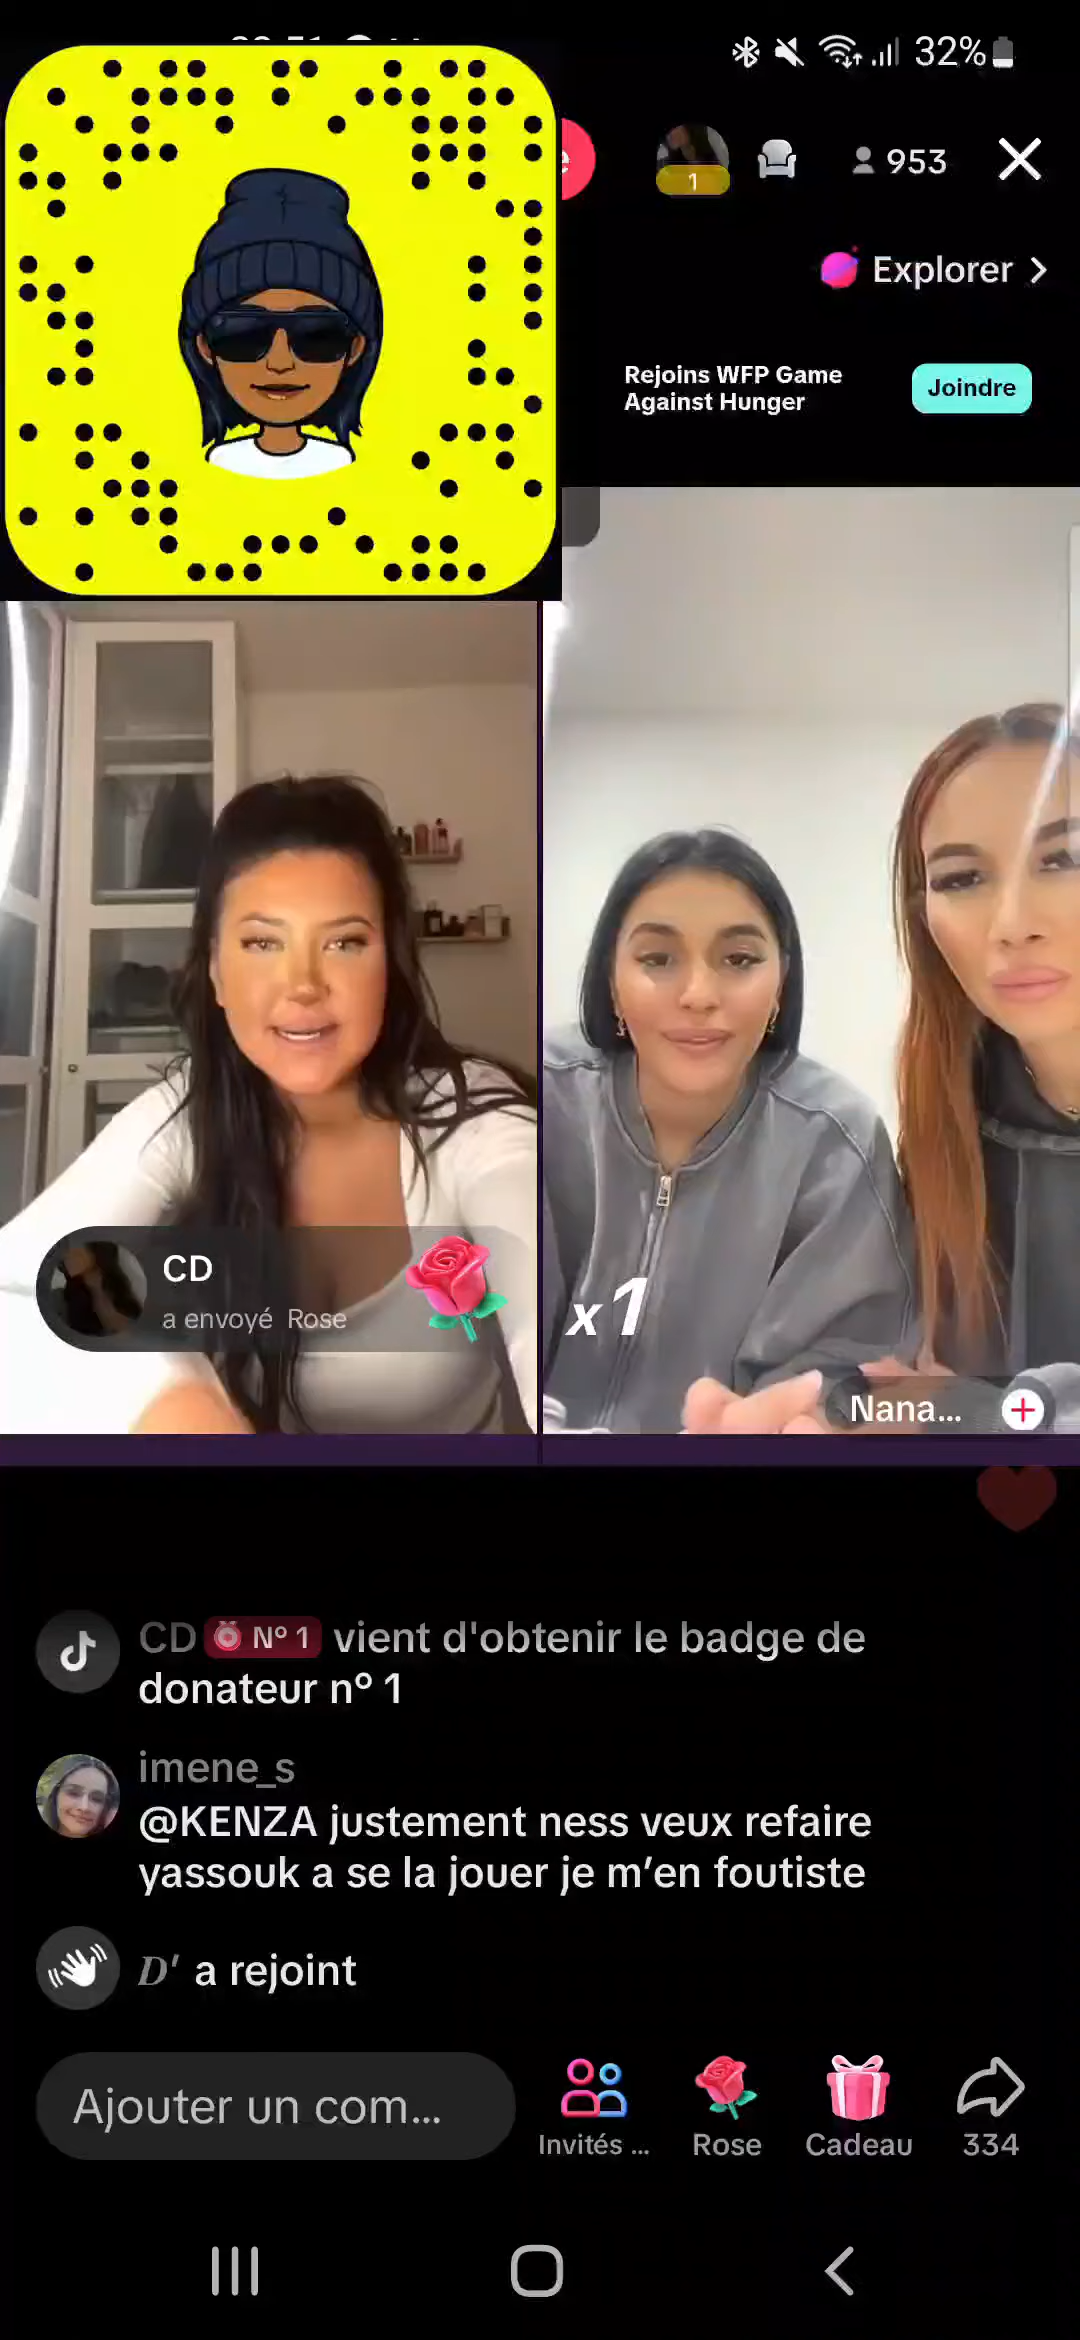 32%
1
953
Explorer
Rejoins WFP Game
Against Hunger
Joindre
CD
a envoyé Rose
x1
Nana...
CD Nº 1 vient d'obtenir le badge de
donateur nº 1
imene_s
@KENZA justement ness veux refaire
yassouk a se la jouer je m’en foutiste
D' a rejoint
Ajouter un com...
Invités ...
Rose
Cadeau
334